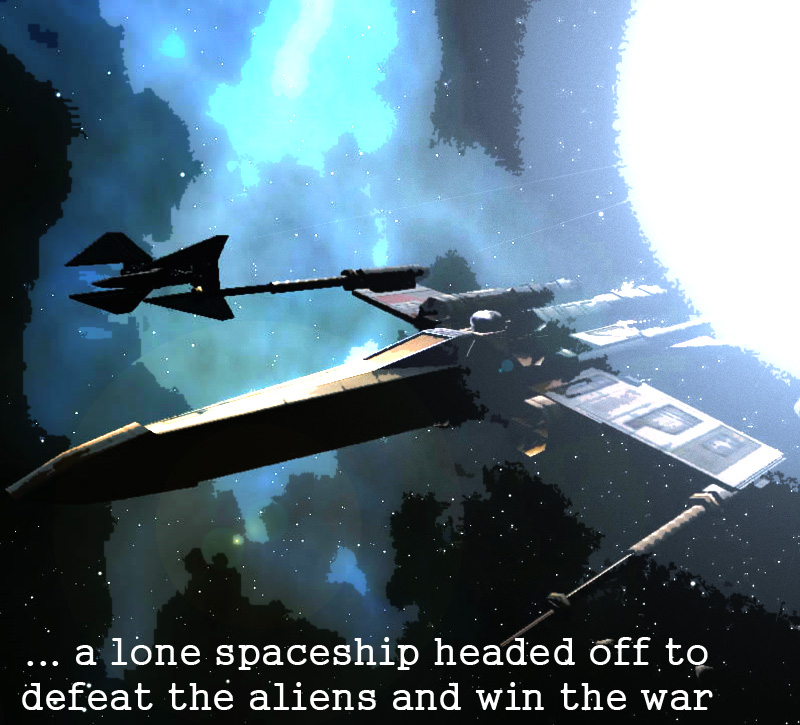 ... a lone spaceship headed off to
defeat the aliens and win the war